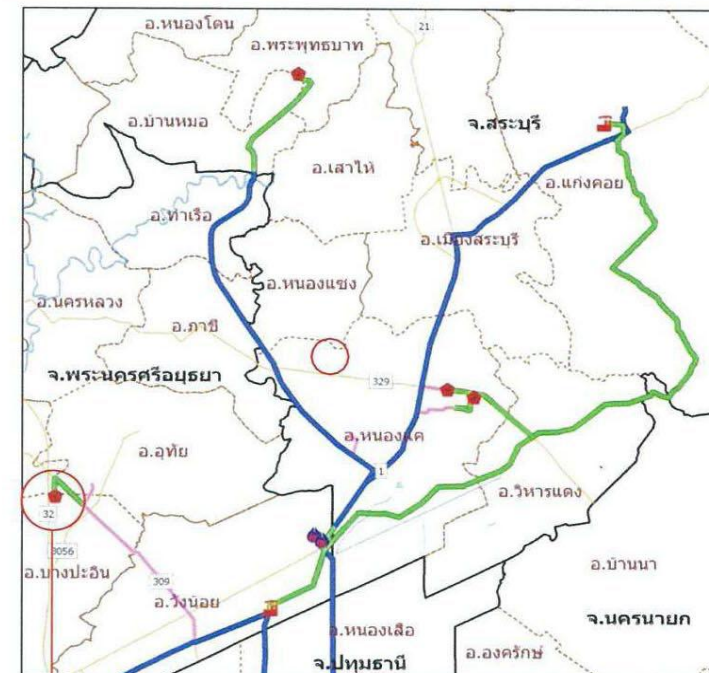 อ.หนองโดน
อ.พระพุทธบาท
21
อ.บ้านหมอ
จ.สระบุรี
อ.เสาไห้
อ.แก่งคอย
อ.ท่าเรือ
อ.เมืองสระบุรี
อ.นครหลวง
อ.หนองแซง
อ.ภาชี
จ.พระนครศรีอยุธยา
329
อ.หนองแค
อ.อุทัย
1
อ.วิหารแดง
32
3056
อ.บางปะอิน
309
อ.วังน้อย
อ.บ้านนา
อ.หนองเสือ
จ.นครนายก
อ.องครักษ์
จ.ปทุมธานี